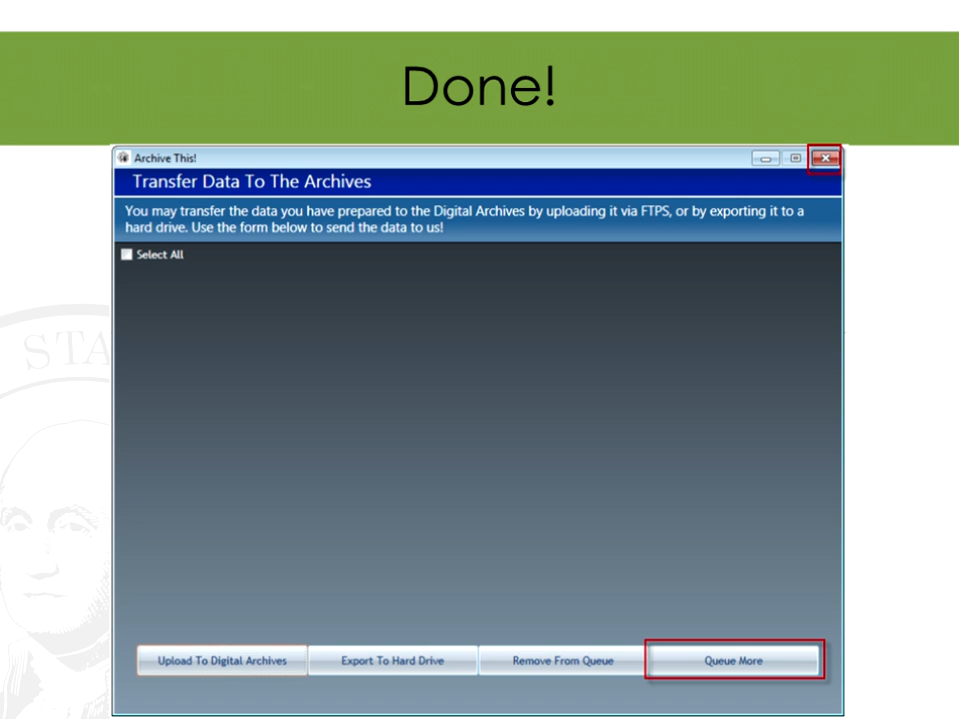 Done!
Archive This!
Transfer Data To The Archives
You may transfer the data you have prepared to the Digital Archives by uploading it via FTPS, or by exporting it to a
hard drive. Use the form below to send the data to us!
Select All
STA
Upload To Digital Archives Export To Hard Drive Remove From Queue Queue More